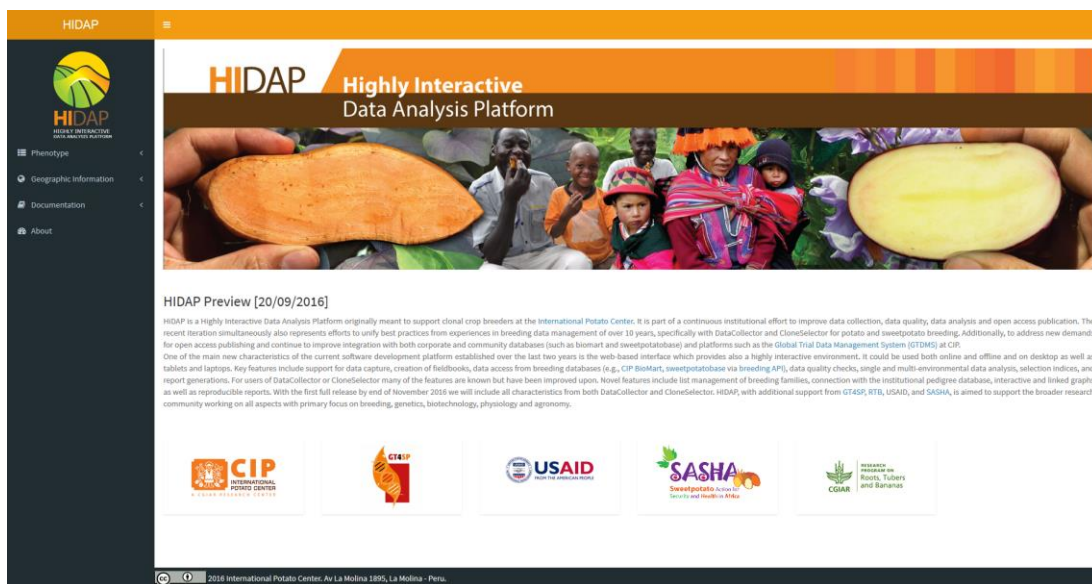 HIDAP
HIDAP
HIGHLY INTERACTIVE
DATA ANALYSIS PLATFORM
Phenotype
Geographic Information
Documentation
About
HIDAP
Highly Interactive
Data Analysis Platform
HIDAP Preview [20/09/2016]
HIDAP is a Highly Interactive Data Analysis Platform originally meant to support clonal crop breeders at the International Potato Center. It is part of a continuous institutional effort to improve data collection, data quality, data analysis and open access publication. The
recent iteration simultaneously also represents efforts to unify best practices from experiences in breeding data management of over 10 years, specifically with DataCollector and CloneSelector for potato and sweetpotato breeding. Additionally, to address new demands
for open access publishing and continue to improve integration with both corporate and community databases (such as biomart and sweetpotatobase) and platforms such as the Global Trial Data Management System (GTDMS) at CIP.
One of the main new characteristics of the current software development platform established over the last two years is the web-based interface which provides also a highly interactive environment. It could be used both online and offline and on desktop as well as
tablets and laptops. Key features include support for data capture, creation of fieldbooks, data access from breeding databases (e.g., CIP BioMart, sweetpotatobase via breeding API), data quality checks, single and multi-environmental data analysis, selection indices, and
report generations. For users of DataCollector or CloneSelector many of the features are known but have been improved upon. Novel features include list management of breeding families, connection with the institutional pedigree database, interactive and linked graphs
as well as reproducible reports. With the first full release by end of November 2016 we will include all characteristics from both DataCollector and CloneSelector. HIDAP, with additional support from GT4SP, RTB, USAID, and SASHA, is aimed to support the broader research
community working on all aspects with primary focus on breeding, genetics, biotechnology, physiology and agronomy.
CIP
INTERNATIONAL
POTATO CENTER
A CGIAR RESEARCH CENTER
GT4SP
USAID
FROM THE AMERICAN PEOPLE
SASHA
Sweetpotato Action for
Security and Health in Africa
CGIAR
RESEARCH
PROGRAM ON
Roots, Tubers
and Bananas
cc
2016 International Potato Center. Av La Molina 1895, La Molina - Peru.